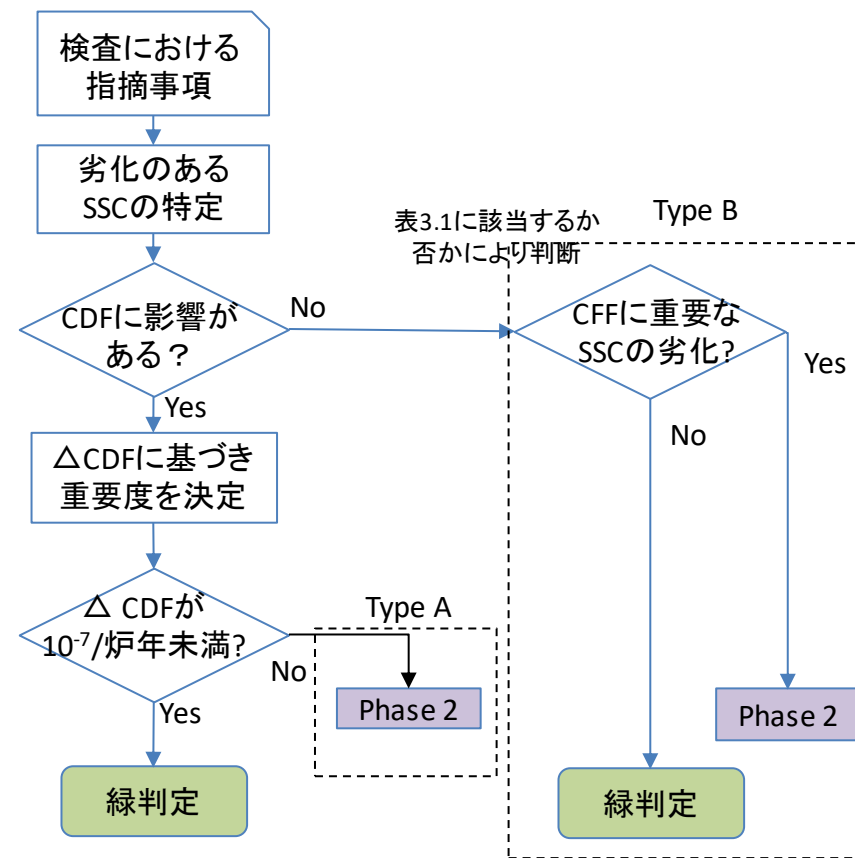 検査における
指摘事項
劣化のある
SSCの特定
表3.1に該当するか
否かにより判断
Type B
CDFに影響が
ある？
No
CFFに重要な
SSCの劣化?
Yes
Yes
No
△CDFに基づき
重要度を決定
△ CDFが
10⁻⁷/炉年未満?
Type A
No
Phase 2
Yes
Phase 2
緑判定
緑判定